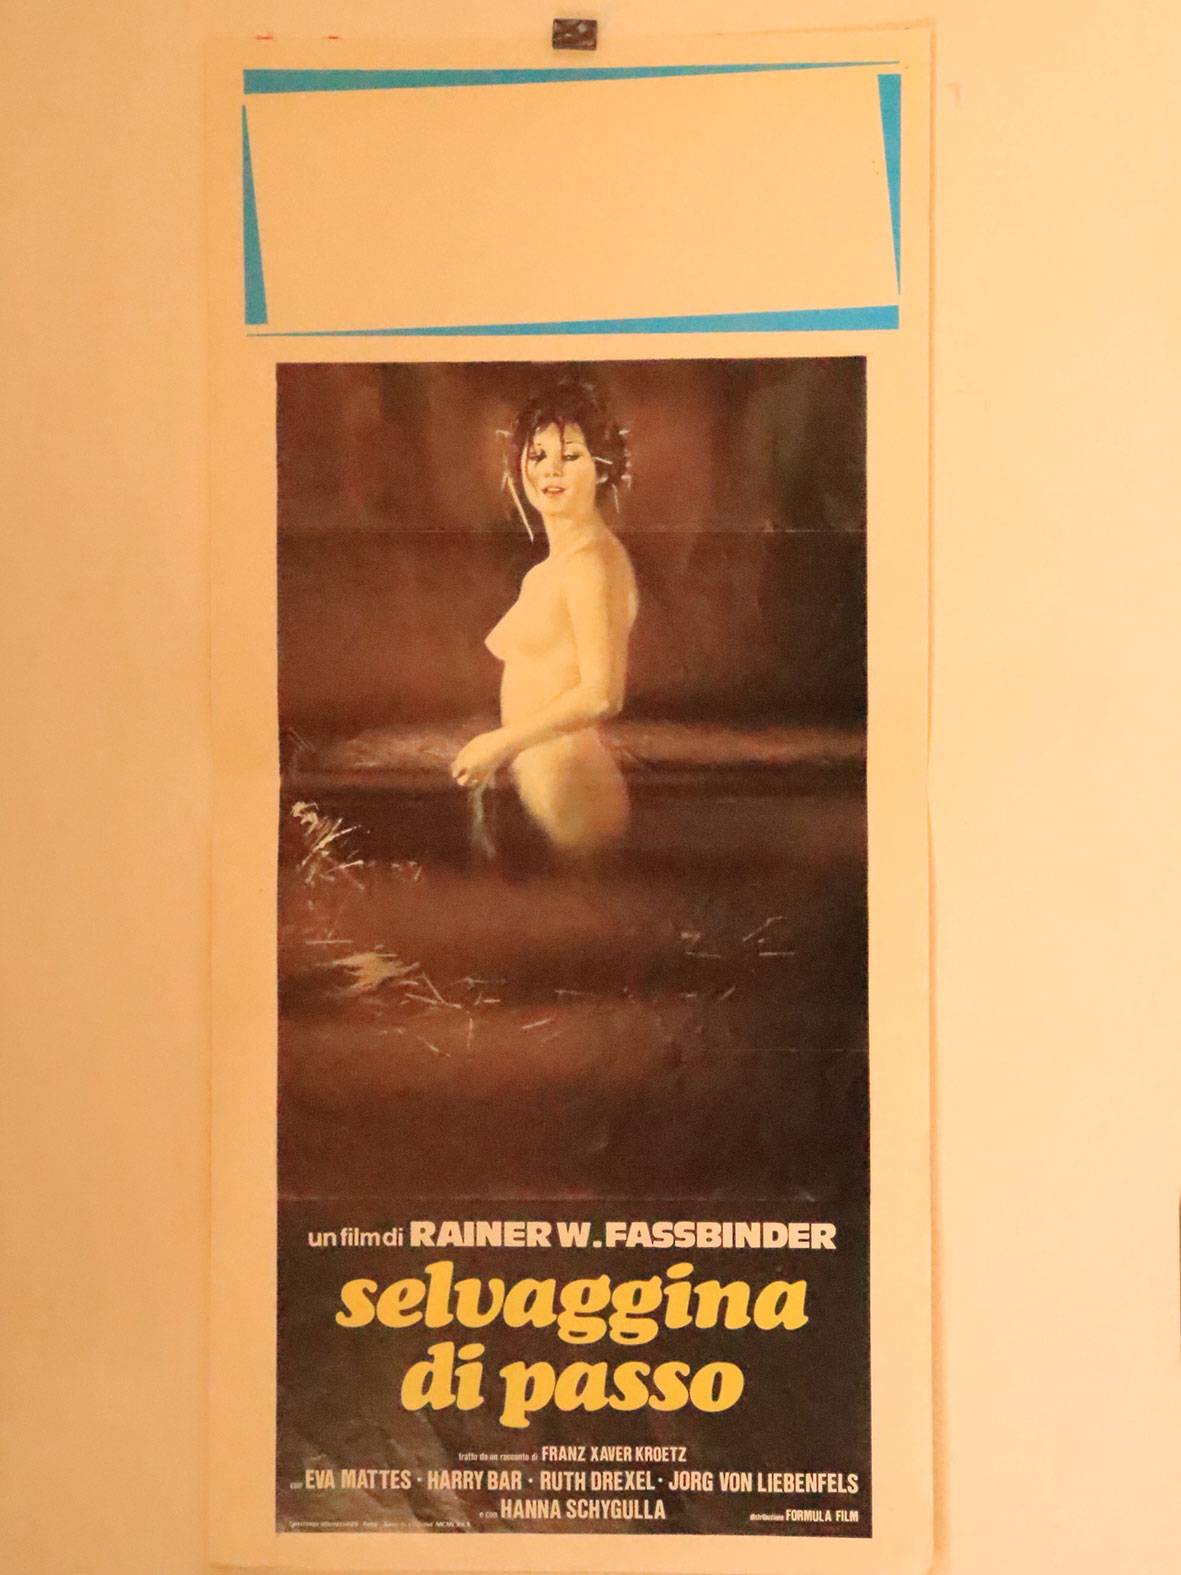 un film di RAINER W. FASSBINDER
selvaggina
di passo
tratto da un racconto di FRANZ XAVER KROETZ
con EVA MATTES · HARRY BAR · RUTH DREXEL · JORG VON LIEBENFELS
e con HANNA SCHYGULLA
distribuzione FORMULA FILM